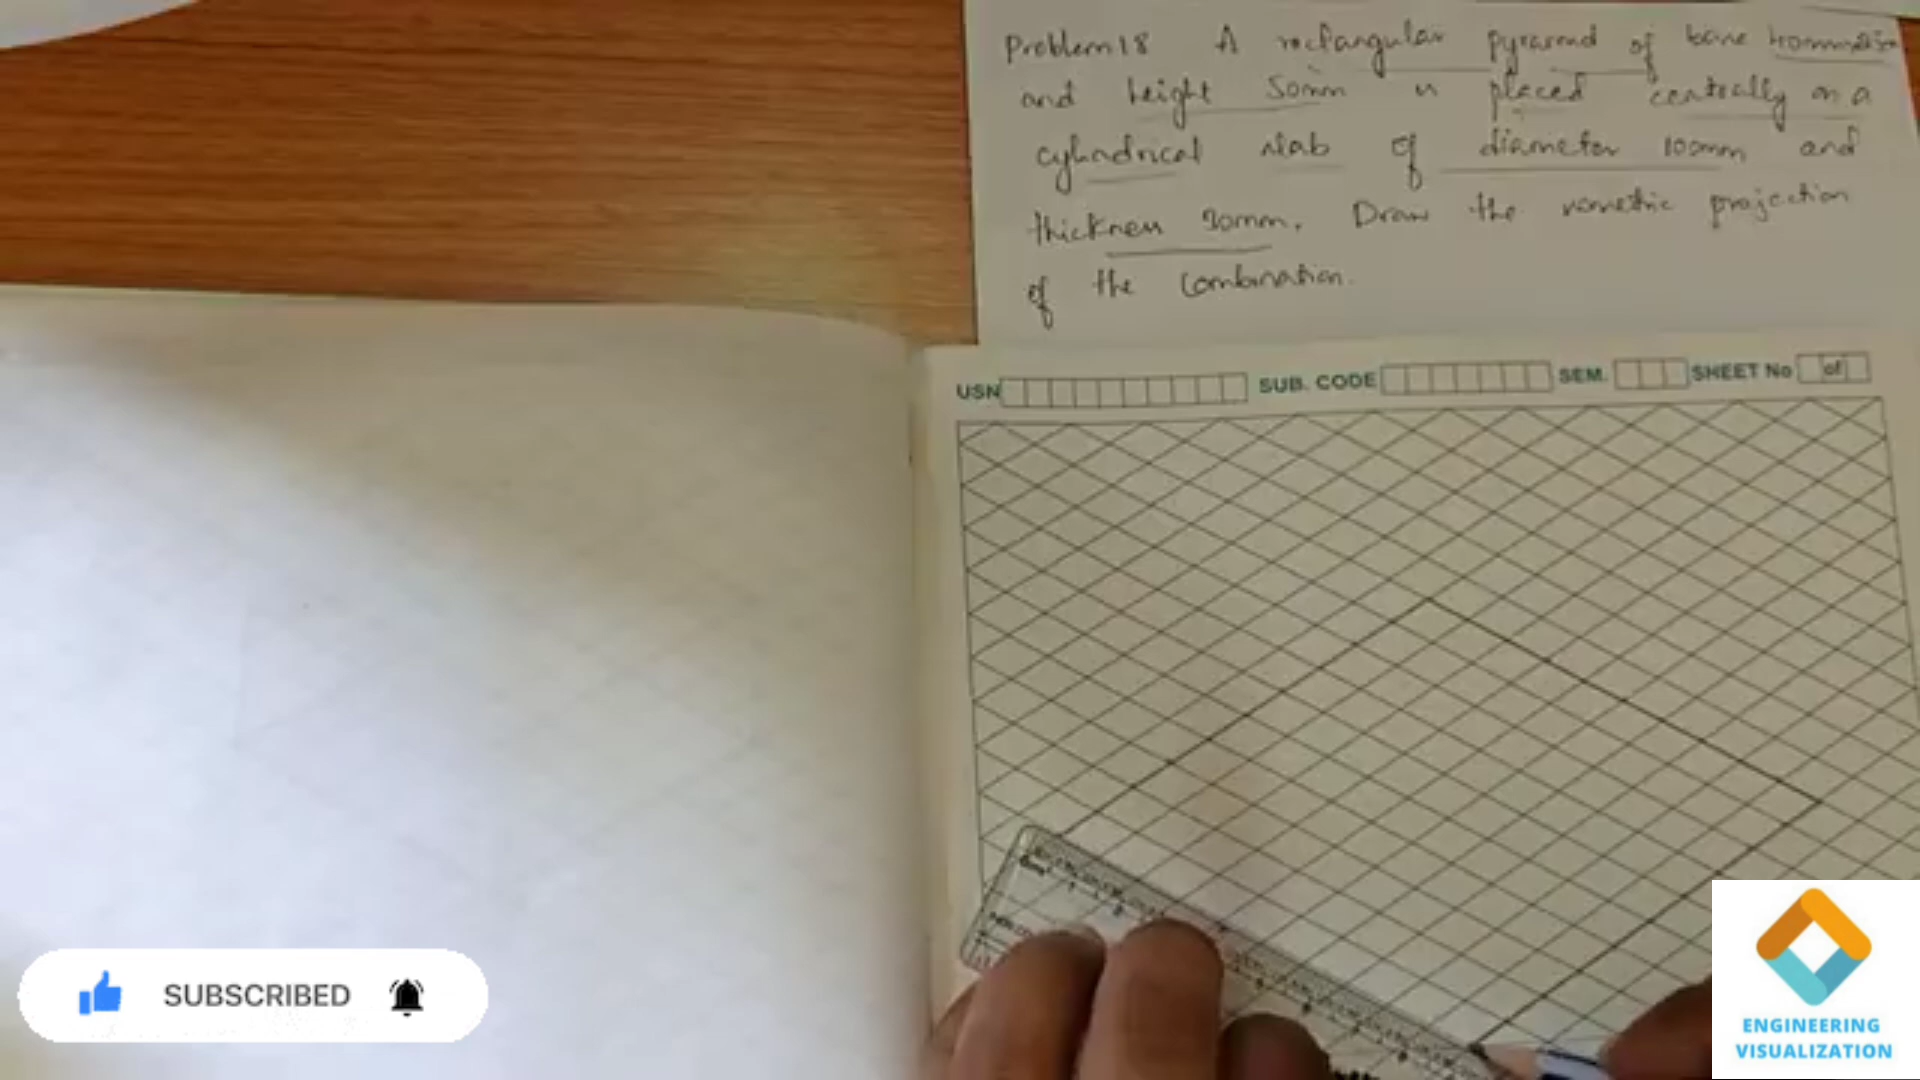 Problem 18 A rectangular pyramid of base
and height 50mm is placed centrally on a
cylindrical slab of diameter 100mm and
thickness 30mm. Draw the isometric projection
of the combination.
USN SUB. CODE SEM. SHEET No of
SUBSCRIBED
ENGINEERING
VISUALIZATION